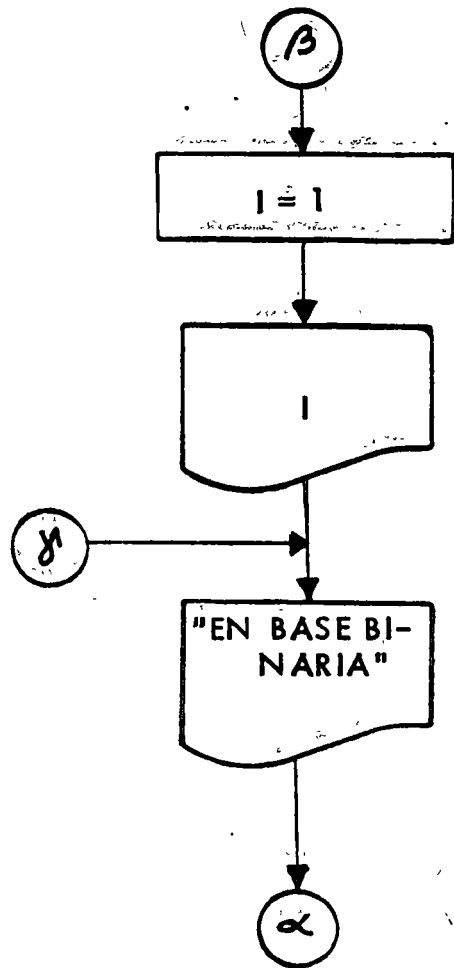 β
I = 1
I
γ
"EN BASE BI-
NARIA"
α